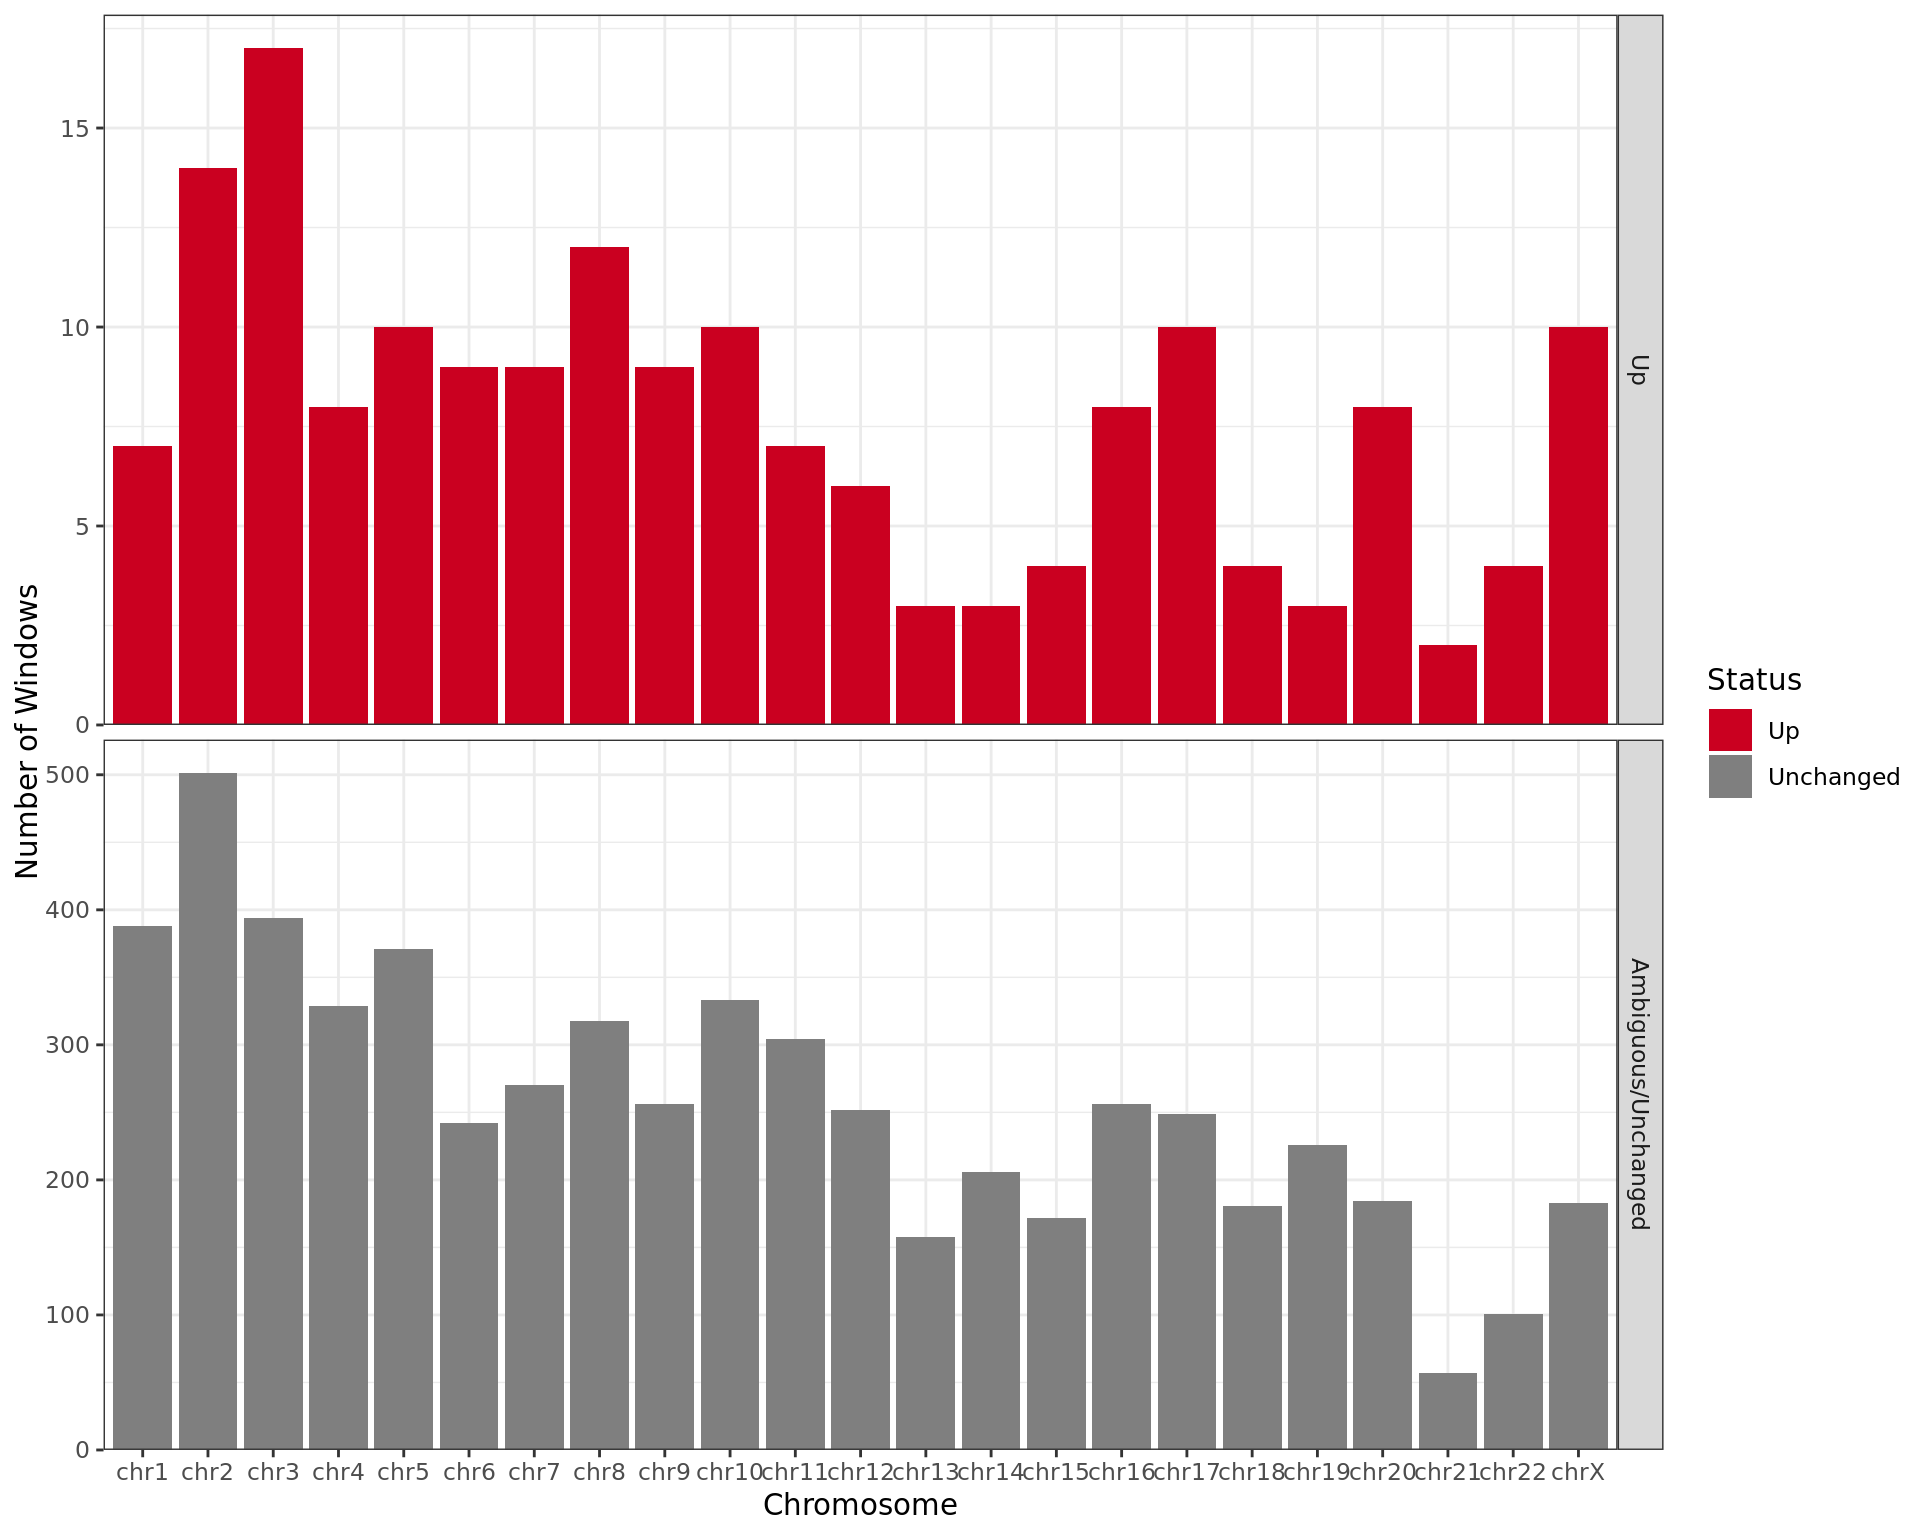 15
10
5
0
Up
Number of Windows
500
400
300
200
100
0
Ambiguous/Unchanged
chr1 chr2 chr3 chr4 chr5 chr6 chr7 chr8 chr9 chr10 chr11 chr12 chr13 chr14 chr15 chr16 chr17 chr18 chr19 chr20 chr21 chr22 chrX
Chromosome
Status
Up
Unchanged